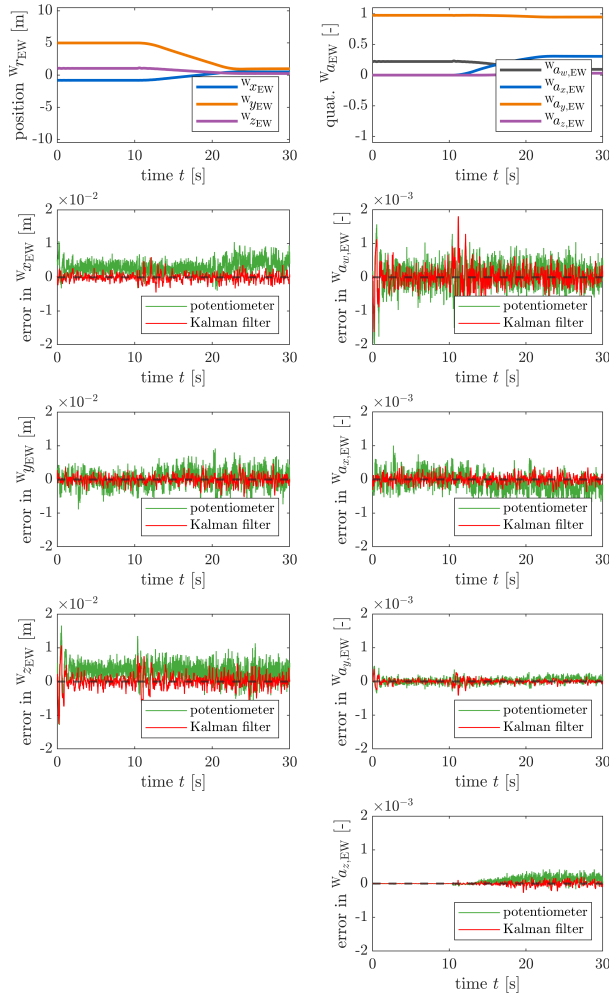 position ᵂr_EW [m]
10
5
0
-5
-10
ᵂx_EW
ᵂy_EW
ᵂz_EW
0 10 20 30
time t [s]
quat. ᵂa_EW [-]
1
0.5
0
-0.5
-1
ᵂa_w,EW
ᵂa_x,EW
ᵂa_y,EW
ᵂa_z,EW
0 10 20 30
time t [s]
×10⁻²
error in ᵂx_EW [m]
2
1
0
-1
-2
potentiometer
Kalman filter
0 10 20 30
time t [s]
×10⁻³
error in ᵂa_w,EW [-]
2
1
0
-1
-2
potentiometer
Kalman filter
0 10 20 30
time t [s]
×10⁻²
error in ᵂy_EW [m]
2
1
0
-1
-2
potentiometer
Kalman filter
0 10 20 30
time t [s]
×10⁻³
error in ᵂa_x,EW [-]
2
1
0
-1
-2
potentiometer
Kalman filter
0 10 20 30
time t [s]
×10⁻²
error in ᵂz_EW [m]
2
1
0
-1
-2
potentiometer
Kalman filter
0 10 20 30
time t [s]
×10⁻³
error in ᵂa_y,EW [-]
2
1
0
-1
-2
potentiometer
Kalman filter
0 10 20 30
time t [s]
×10⁻³
error in ᵂa_z,EW [-]
2
1
0
-1
-2
potentiometer
Kalman filter
0 10 20 30
time t [s]